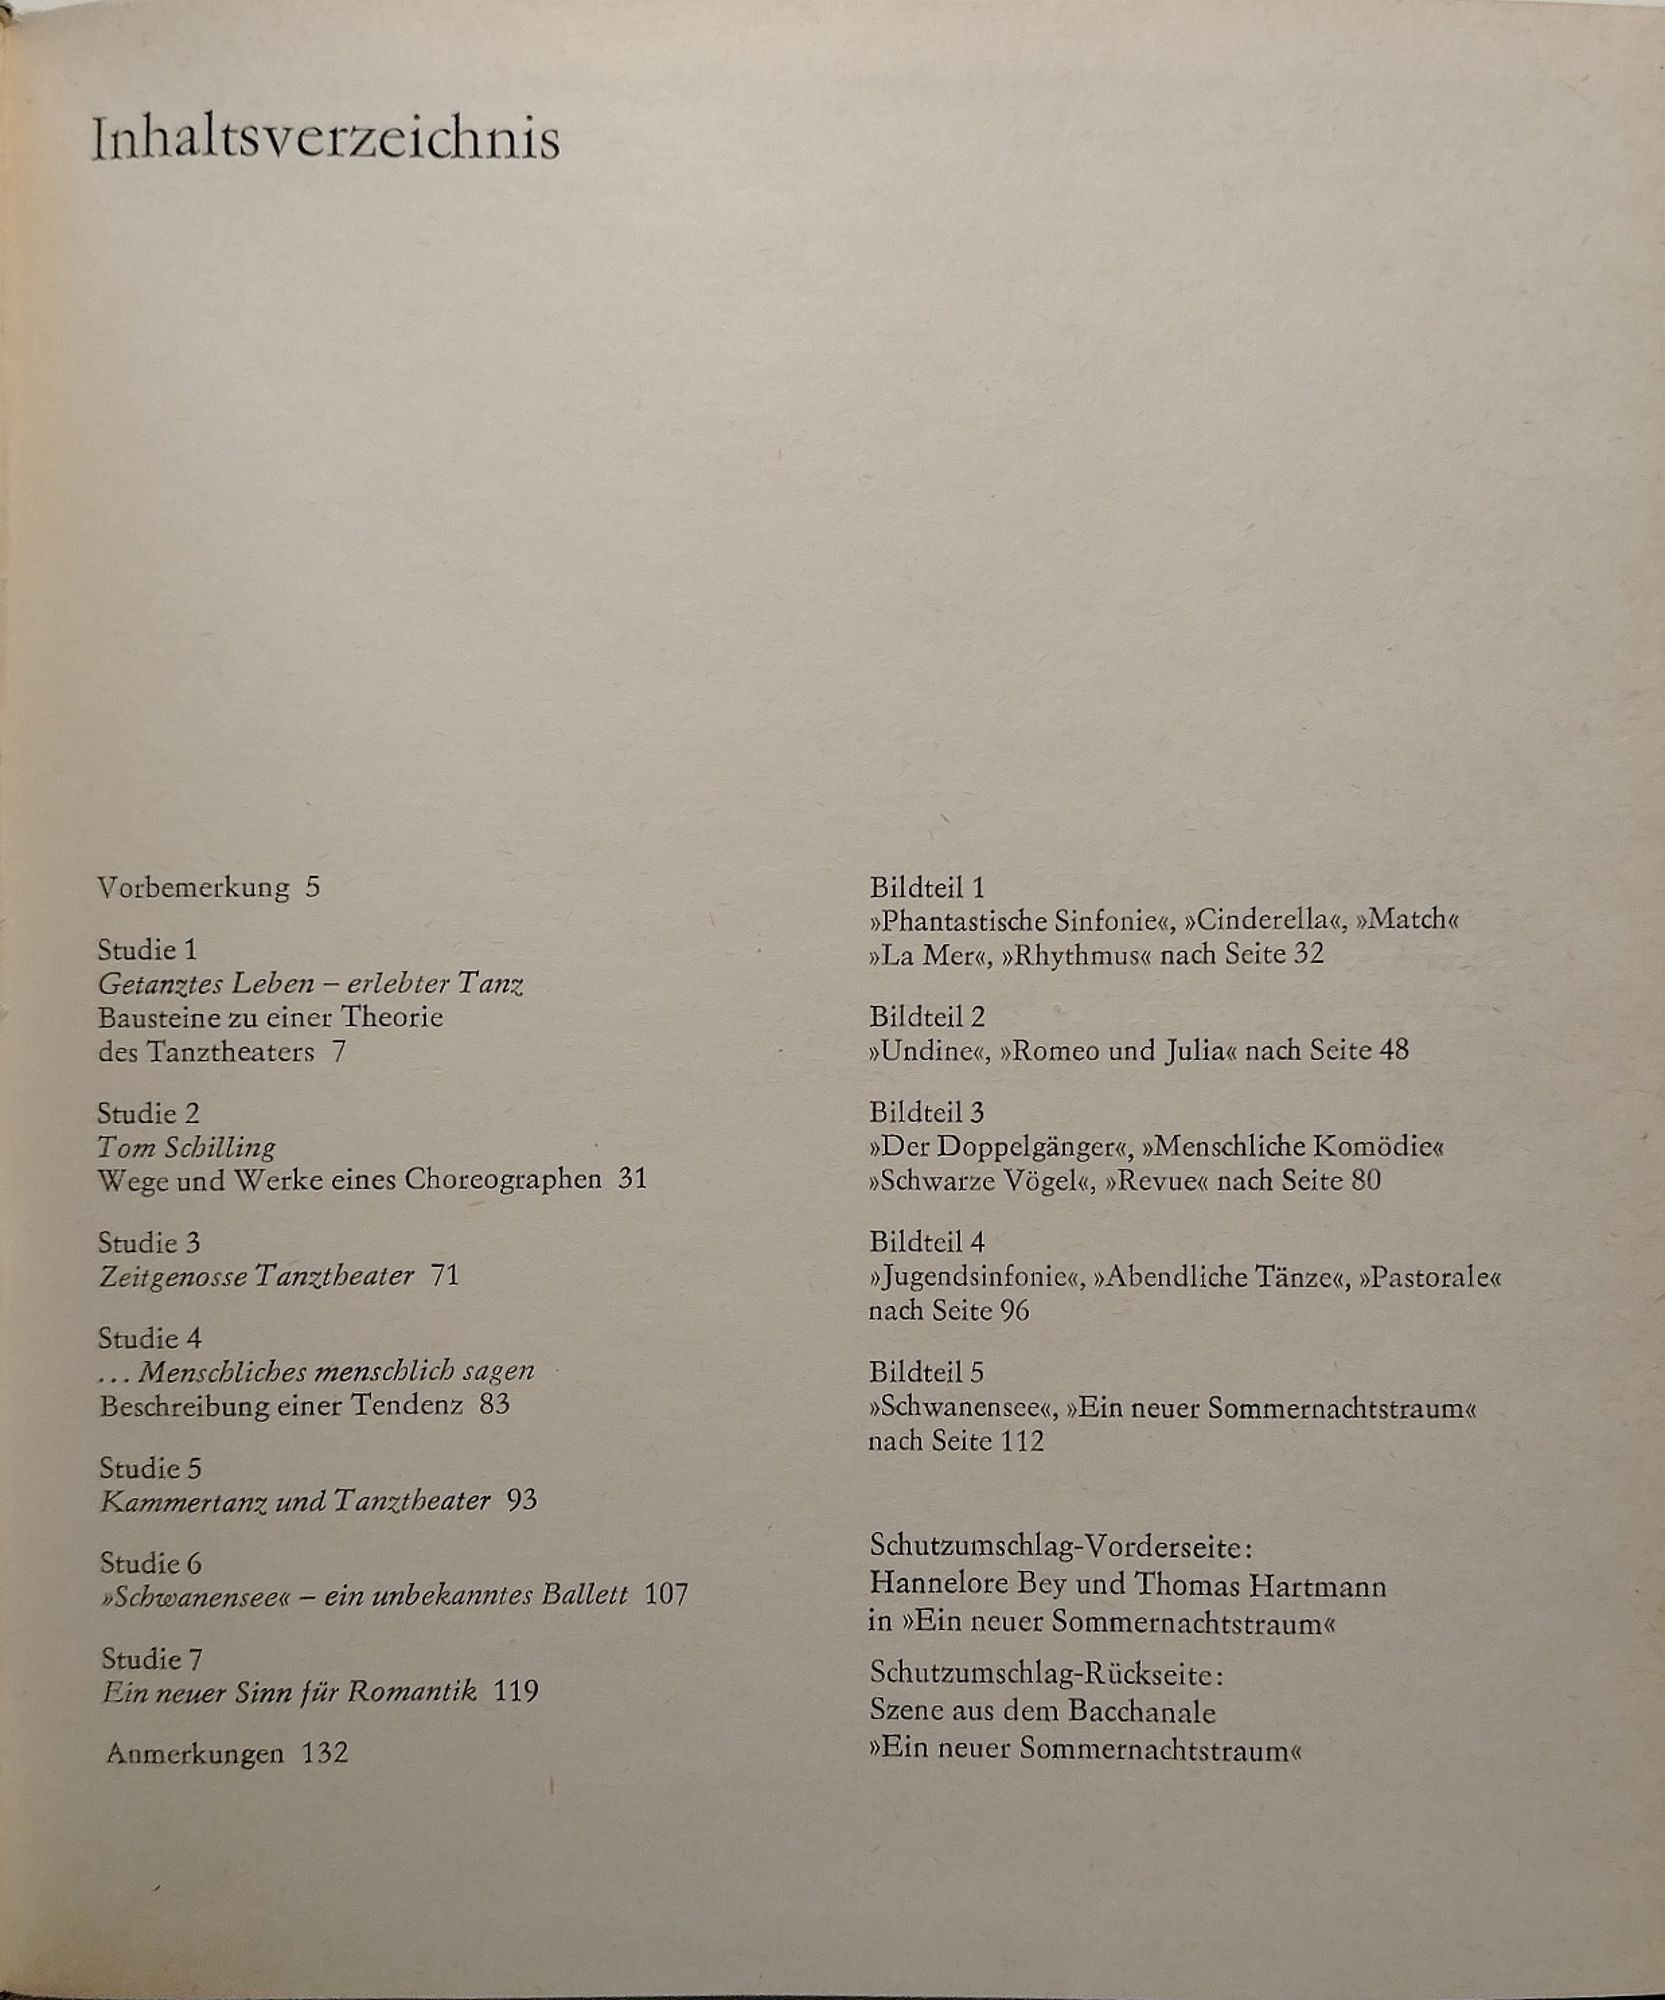 Inhaltsverzeichnis
Vorbemerkung 5
Studie 1
Getanztes Leben – erlebter Tanz
Bausteine zu einer Theorie
des Tanztheaters 7
Studie 2
Tom Schilling
Wege und Werke eines Choreographen 31
Studie 3
Zeitgenosse Tanztheater 71
Studie 4
... Menschliches menschlich sagen
Beschreibung einer Tendenz 83
Studie 5
Kammertanz und Tanztheater 93
Studie 6
»Schwanensee« – ein unbekanntes Ballett 107
Studie 7
Ein neuer Sinn für Romantik 119
Anmerkungen 132
Bildteil 1
»Phantastische Sinfonie«, »Cinderella«, »Match«
»La Mer«, »Rhythmus« nach Seite 32
Bildteil 2
»Undine«, »Romeo und Julia« nach Seite 48
Bildteil 3
»Der Doppelgänger«, »Menschliche Komödie«
»Schwarze Vögel«, »Revue« nach Seite 80
Bildteil 4
»Jugendsinfonie«, »Abendliche Tänze«, »Pastorale«
nach Seite 96
Bildteil 5
»Schwanensee«, »Ein neuer Sommernachtstraum«
nach Seite 112
Schutzumschlag-Vorderseite:
Hannelore Bey und Thomas Hartmann
in »Ein neuer Sommernachtstraum«
Schutzumschlag-Rückseite:
Szene aus dem Bacchanale
»Ein neuer Sommernachtstraum«